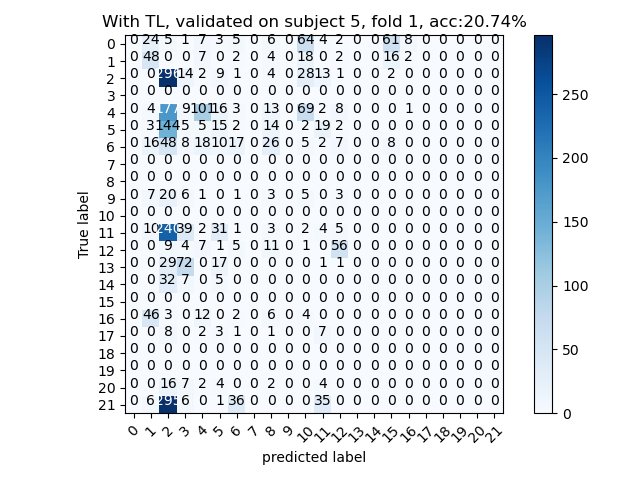 With TL, validated on subject 5, fold 1, acc:20.74%
0 0 24 5 1 7 3 5 0 6 0 64 4 2 0 0 61 8 0 0 0 0 0
1 0 48 0 0 7 0 2 0 4 0 18 0 2 0 0 16 2 0 0 0 0 0
2 0 0 296 14 2 9 1 0 4 0 28 13 1 0 0 2 0 0 0 0 0 0
3 0 0 0 0 0 0 0 0 0 0 0 0 0 0 0 0 0 0 0 0 0 0
4 0 4 177 9 101 16 3 0 13 0 69 2 8 0 0 0 1 0 0 0 0 0
5 0 3 144 5 5 15 2 0 14 0 2 19 2 0 0 0 0 0 0 0 0 0
6 0 16 48 8 18 10 17 0 26 0 5 2 7 0 0 8 0 0 0 0 0 0
7 0 0 0 0 0 0 0 0 0 0 0 0 0 0 0 0 0 0 0 0 0 0
8 0 0 0 0 0 0 0 0 0 0 0 0 0 0 0 0 0 0 0 0 0 0
9 0 7 20 6 1 0 1 0 3 0 5 0 3 0 0 0 0 0 0 0 0 0
10 0 0 0 0 0 0 0 0 0 0 0 0 0 0 0 0 0 0 0 0 0 0
11 0 10 240 39 2 31 1 0 3 0 2 4 5 0 0 0 0 0 0 0 0 0
12 0 0 9 4 7 1 5 0 11 0 1 0 56 0 0 0 0 0 0 0 0 0
13 0 0 29 72 0 17 0 0 0 0 0 1 1 0 0 0 0 0 0 0 0 0
14 0 0 32 7 0 5 0 0 0 0 0 0 0 0 0 0 0 0 0 0 0 0
15 0 0 0 0 0 0 0 0 0 0 0 0 0 0 0 0 0 0 0 0 0 0
16 0 46 3 0 12 0 2 0 6 0 4 0 0 0 0 0 0 0 0 0 0 0
17 0 0 8 0 2 3 1 0 1 0 0 7 0 0 0 0 0 0 0 0 0 0
18 0 0 0 0 0 0 0 0 0 0 0 0 0 0 0 0 0 0 0 0 0 0
19 0 0 0 0 0 0 0 0 0 0 0 0 0 0 0 0 0 0 0 0 0 0
20 0 0 16 7 2 4 0 0 2 0 0 4 0 0 0 0 0 0 0 0 0 0
21 0 6 295 6 0 1 36 0 0 0 0 35 0 0 0 0 0 0 0 0 0 0
0 1 2 3 4 5 6 7 8 9 10 11 12 13 14 15 16 17 18 19 20 21
predicted label
True label
250
200
150
100
50
0